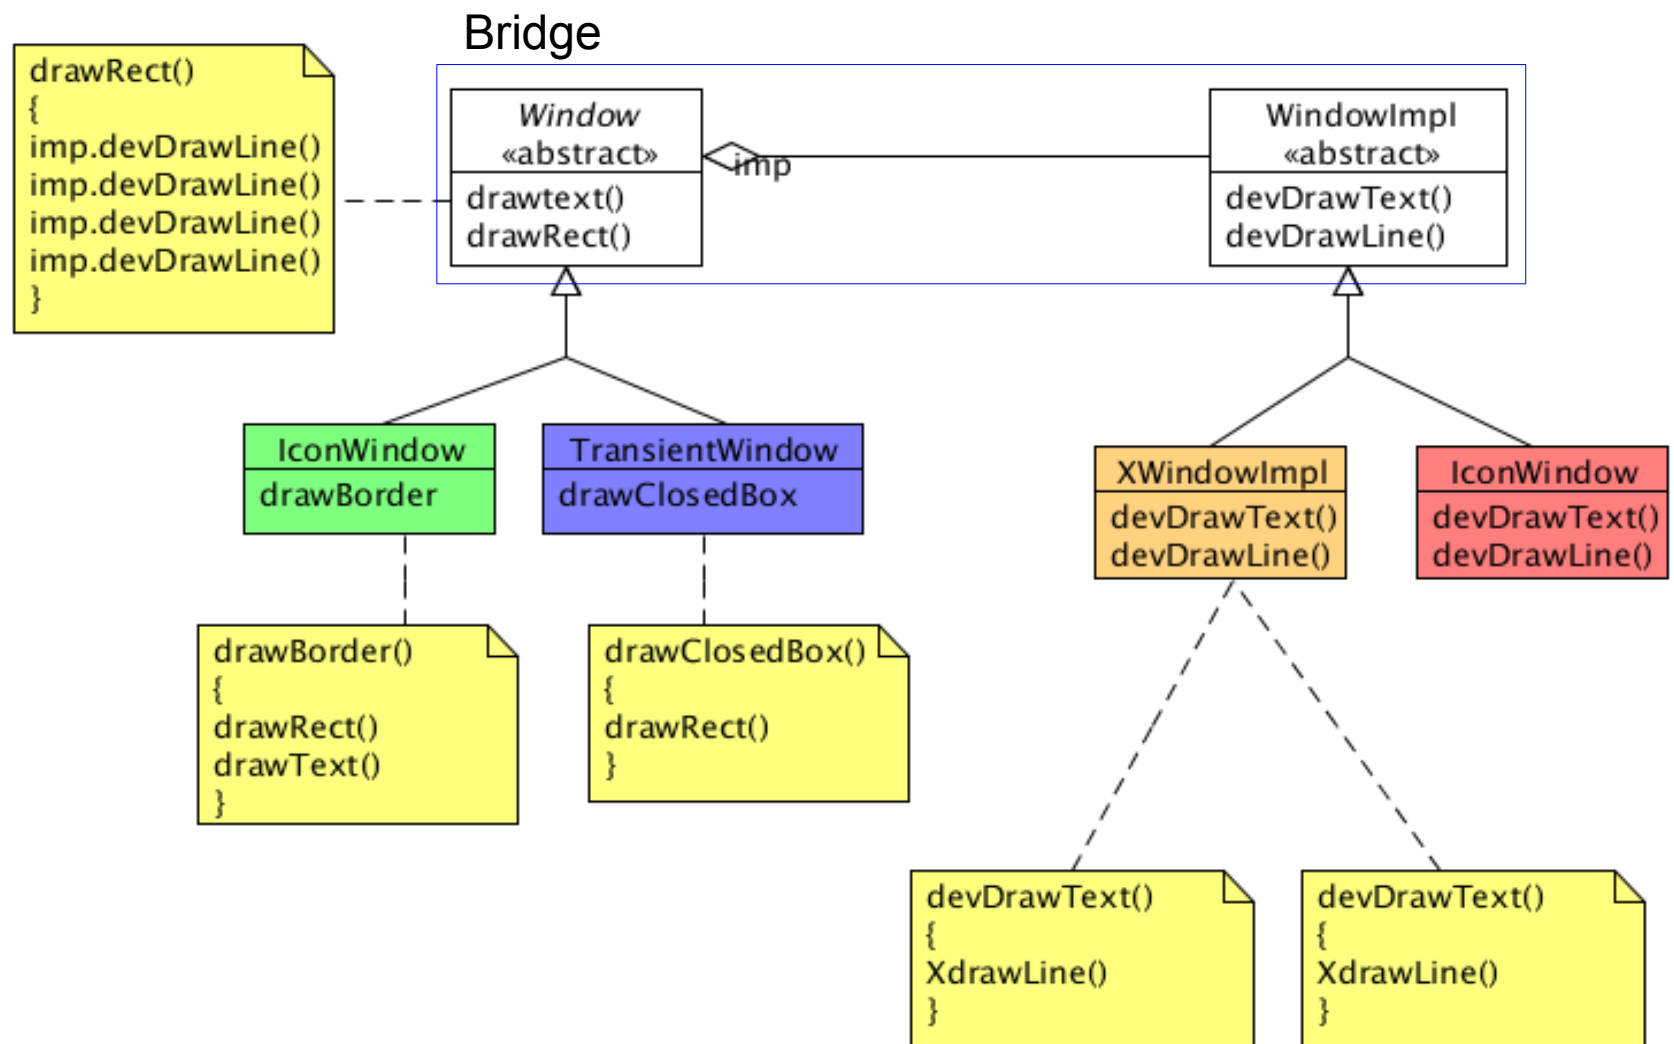 Bridge
drawRect()
{
imp.devDrawLine()
imp.devDrawLine()
imp.devDrawLine()
imp.devDrawLine()
}
Window
«abstract»
drawtext()
drawRect()
imp
WindowImpl
«abstract»
devDrawText()
devDrawLine()
IconWindow
drawBorder
TransientWindow
drawClosedBox
XWindowImpl
devDrawText()
devDrawLine()
IconWindow
devDrawText()
devDrawLine()
drawBorder()
{
drawRect()
drawText()
}
drawClosedBox()
{
drawRect()
}
devDrawText()
{
XdrawLine()
}
devDrawText()
{
XdrawLine()
}